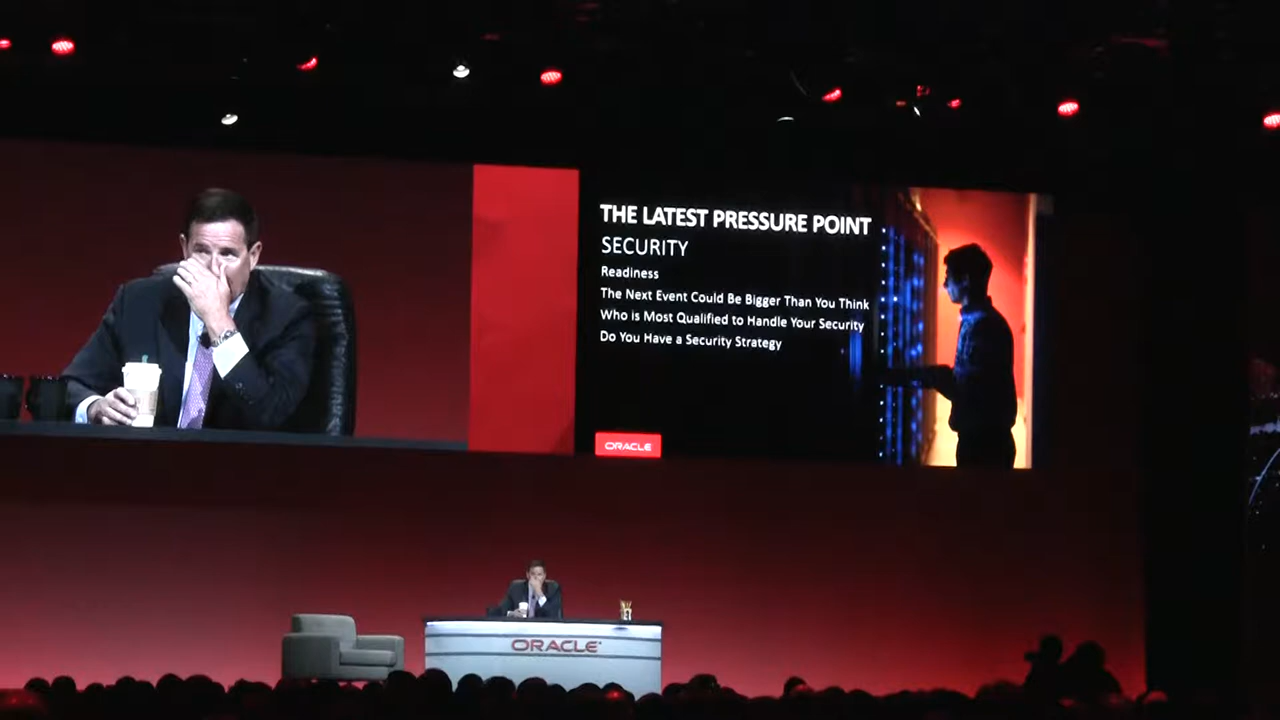 THE LATEST PRESSURE POINT
SECURITY
Readiness
The Next Event Could Be Bigger Than You Think
Who is Most Qualified to Handle Your Security
Do You Have a Security Strategy
ORACLE
ORACLE